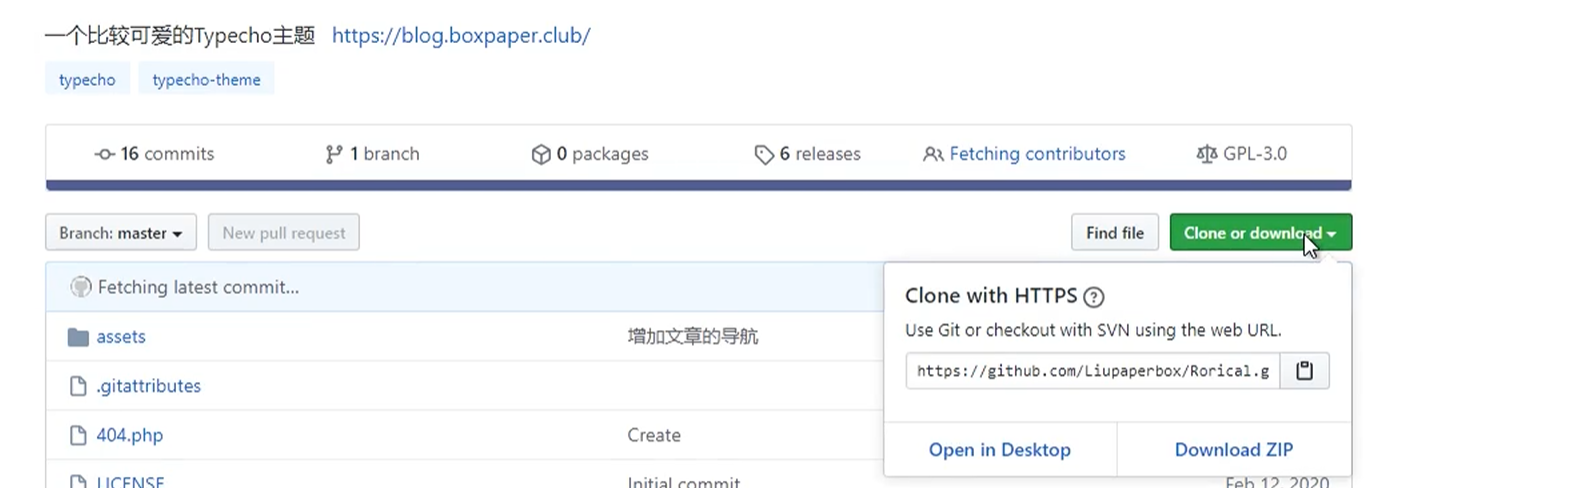 一个比较可爱的Typecho主题 https://blog.boxpaper.club/
typecho typecho-theme
16 commits 1 branch 0 packages 6 releases Fetching contributors GPL-3.0
Branch: master New pull request Find file Clone or download
Fetching latest commit...
Clone with HTTPS ?
Use Git or checkout with SVN using the web URL.
assets 增加文章的导航
https://github.com/Liupaperbox/Rorical.g
.gitattributes
404.php Create
Open in Desktop Download ZIP
LICENSE Initial commit Feb 12, 2020